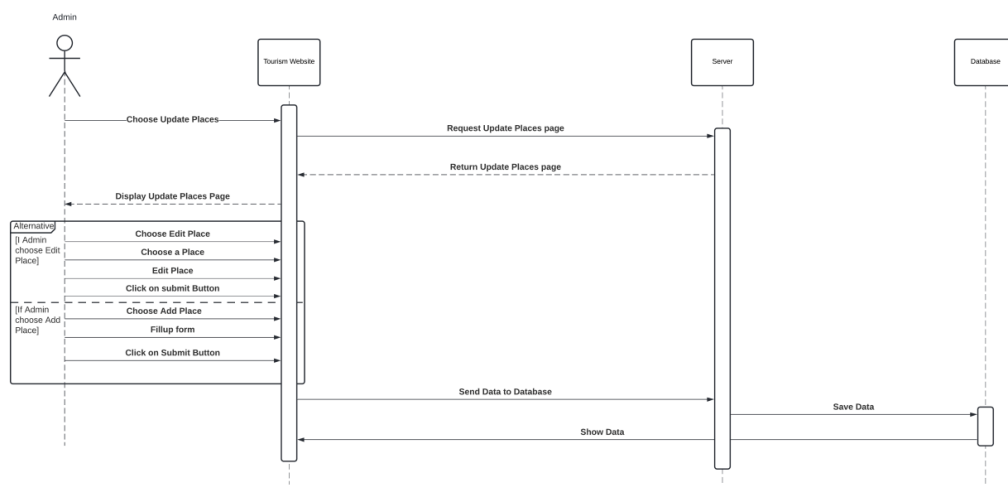 Admin
Tourism Website
Server
Database
Choose Update Places
Request Update Places page
Return Update Places page
Display Update Places Page
Alternative
[I Admin
choose Edit
Place]
Choose Edit Place
Choose a Place
Edit Place
Click on submit Button
[If Admin
choose Add
Place]
Choose Add Place
Fillup form
Click on Submit Button
Send Data to Database
Save Data
Show Data